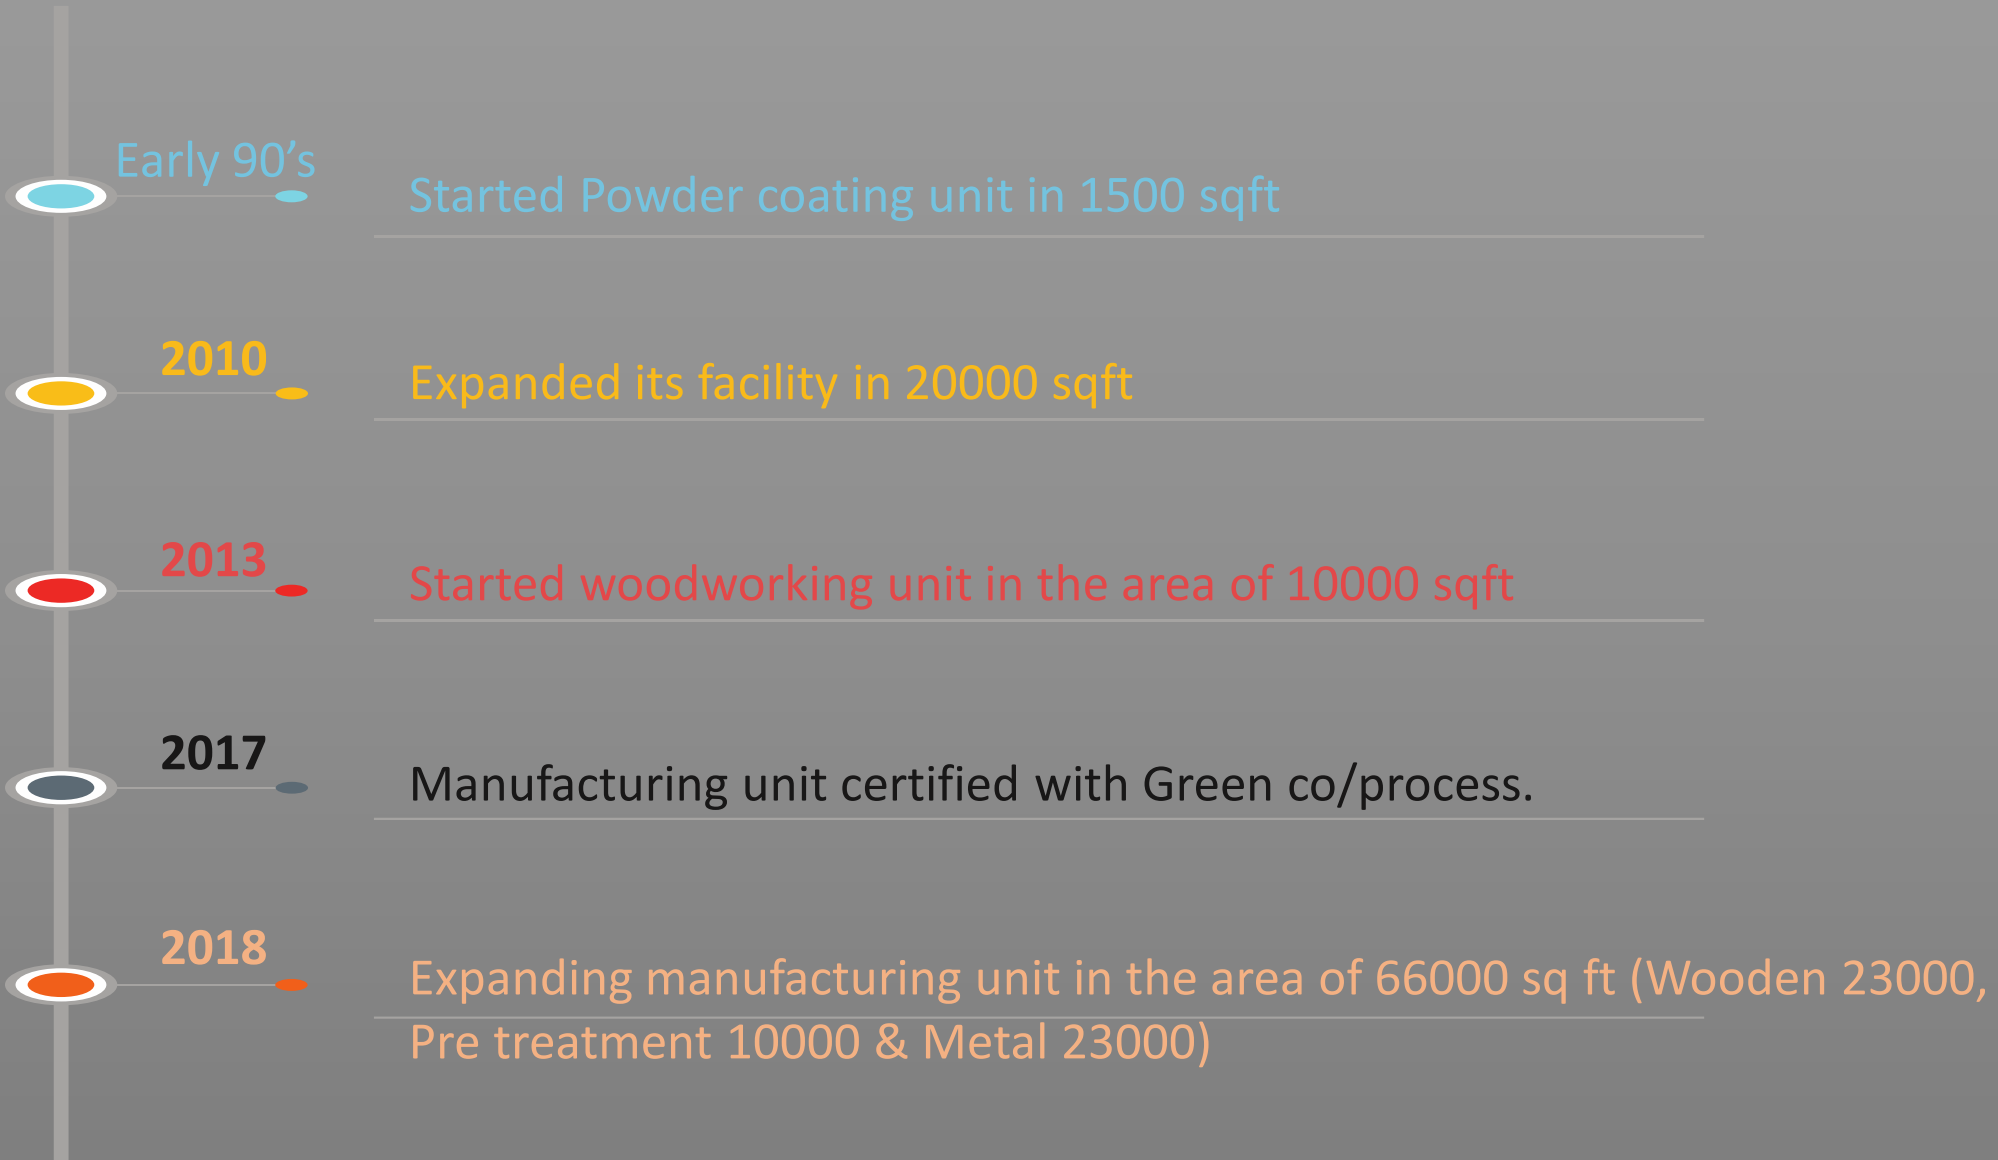 Early 90’s
Started Powder coating unit in 1500 sqft
2010
Expanded its facility in 20000 sqft
2013
Started woodworking unit in the area of 10000 sqft
2017
Manufacturing unit certified with Green co/process.
2018
Expanding manufacturing unit in the area of 66000 sq ft (Wooden 23000,
Pre treatment 10000 & Metal 23000)